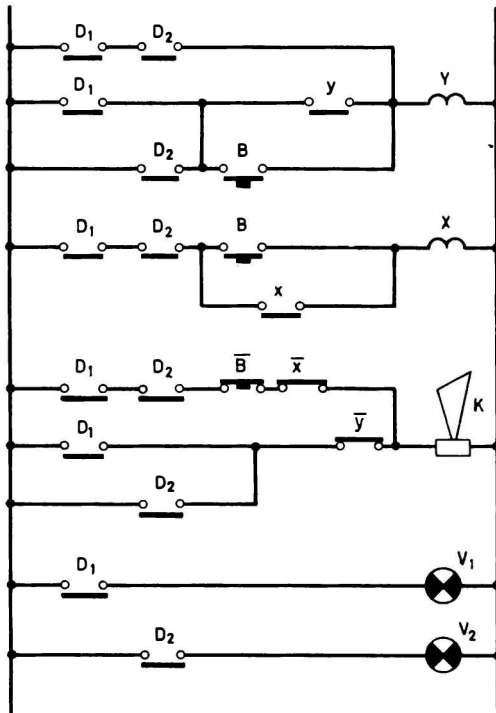 D₁ D₂
D₁ y Y
D₂ B
D₁ D₂ B X
x
D₁ D₂ B̅ x̅ K
D₁ y̅
D₂
D₁ V₁
D₂ V₂